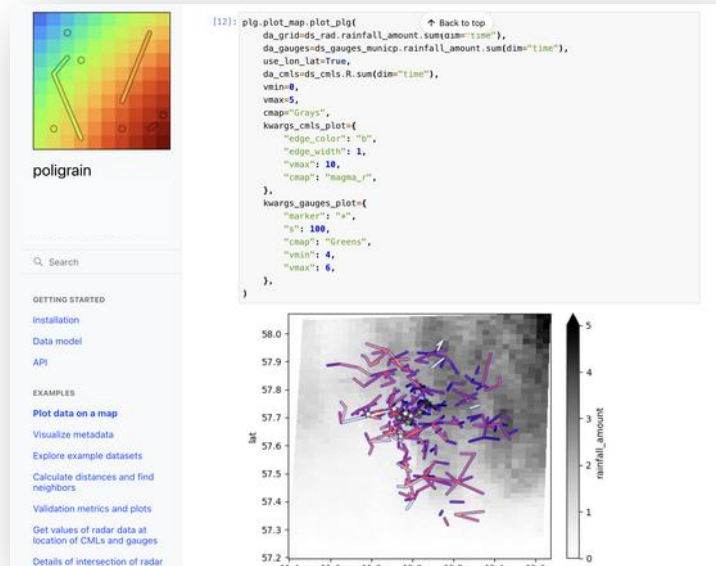 poligrain
Search
GETTING STARTED
Installation
Data model
API
EXAMPLES
Plot data on a map
Visualize metadata
Explore example datasets
Calculate distances and find
neighbors
Validation metrics and plots
Get values of radar data at
location of CMLs and gauges
Details of intersection of radar
↑ Back to top
[12]: plg.plot_map.plot_plg(
da_grid=ds_rad.rainfall_amount.sum(dim="time"),
da_gauges=ds_gauges_municp.rainfall_amount.sum(dim="time"),
use_lon_lat=True,
da_cmls=ds_cmls.R.sum(dim="time"),
vmin=0,
vmax=5,
cmap="Grays",
kwargs_cmls_plot={
"edge_color": "b",
"edge_width": 1,
"vmax": 10,
"cmap": "magma_r",
},
kwargs_gauges_plot={
"marker": "*",
"s": 100,
"cmap": "Greens",
"vmin": 4,
"vmax": 6,
},
)
58.0
57.9
57.8
57.7
57.6
57.5
57.4
57.3
57.2
lat
5
4
3
2
1
0
rainfall_amount